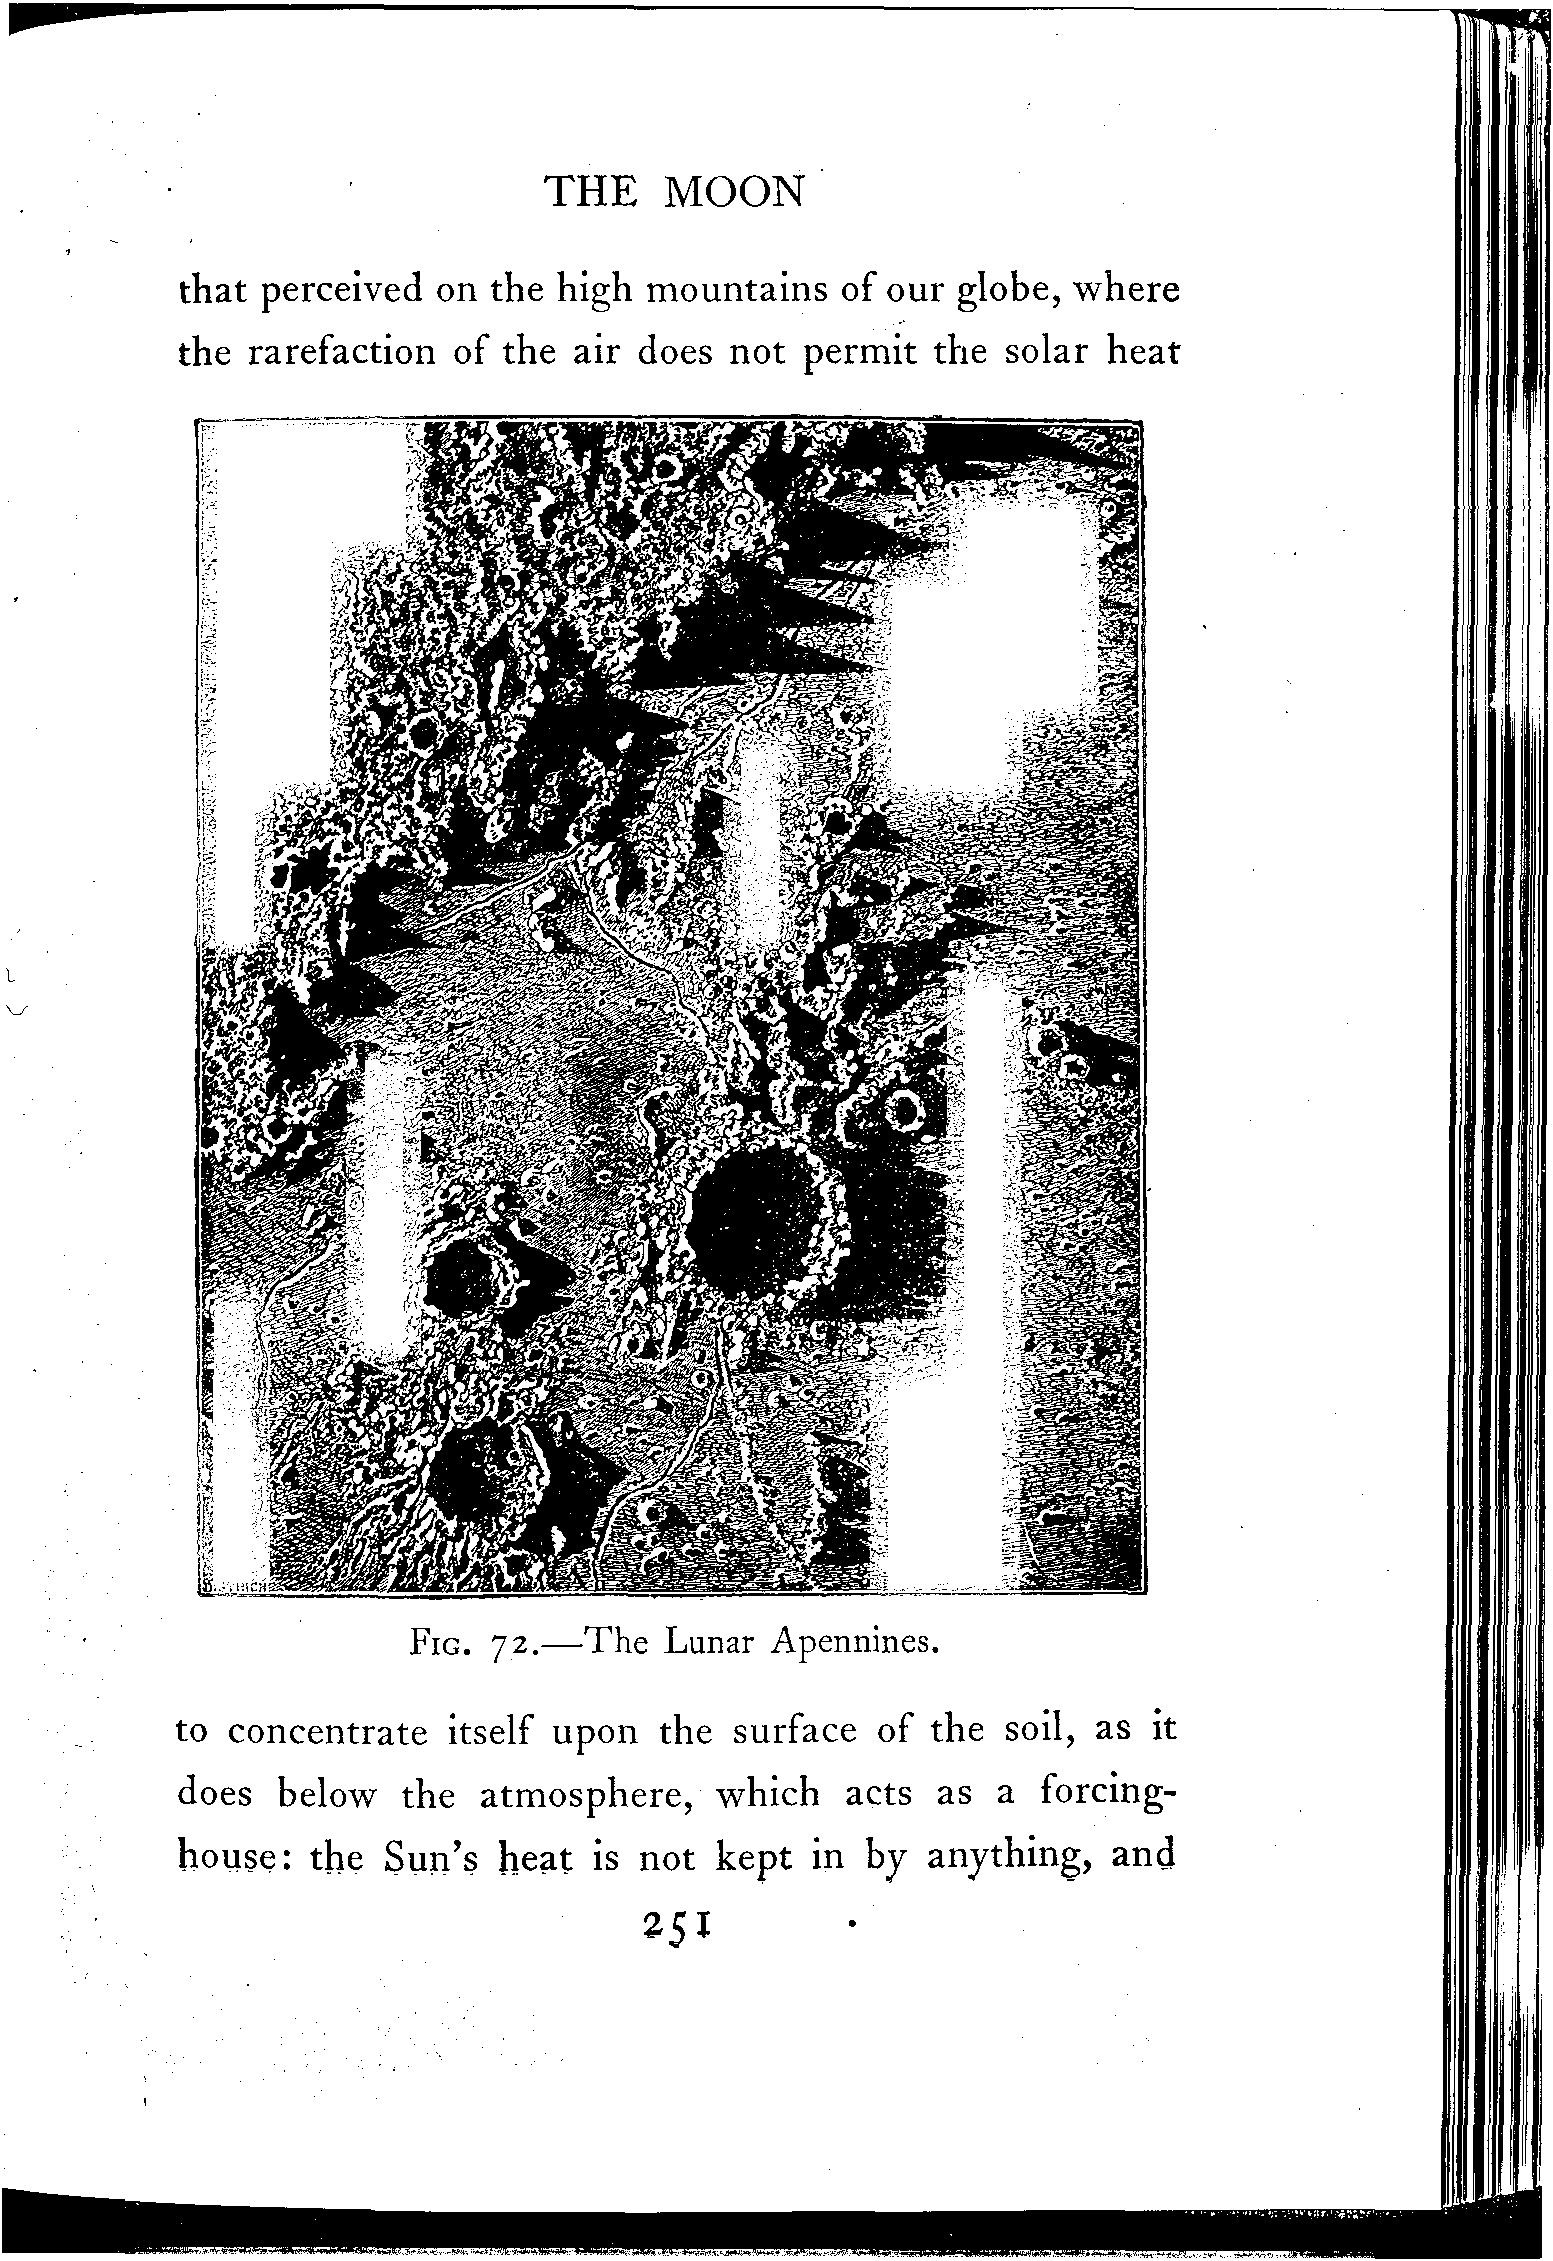 THE MOON
that perceived on the high mountains of our globe, where
the rarefaction of the air does not permit the solar heat
FIG. 72.—The Lunar Apennines.
to concentrate itself upon the surface of the soil, as it
does below the atmosphere, which acts as a forcing-
house: the Sun's heat is not kept in by anything, and
251